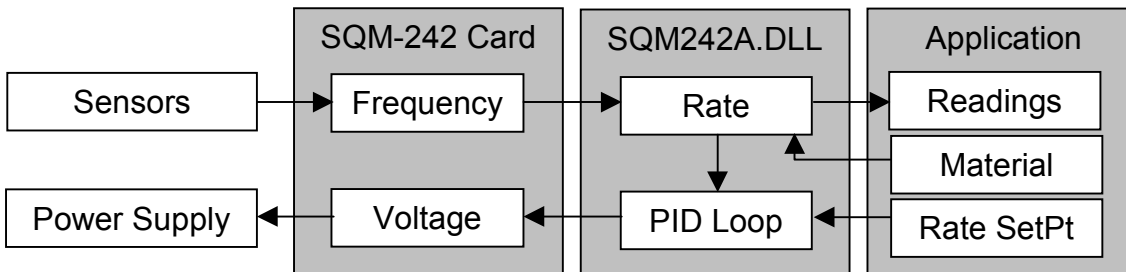 SQM-242 Card
SQM242A.DLL
Application
Sensors
Frequency
Rate
Readings
Material
Power Supply
Voltage
PID Loop
Rate SetPt